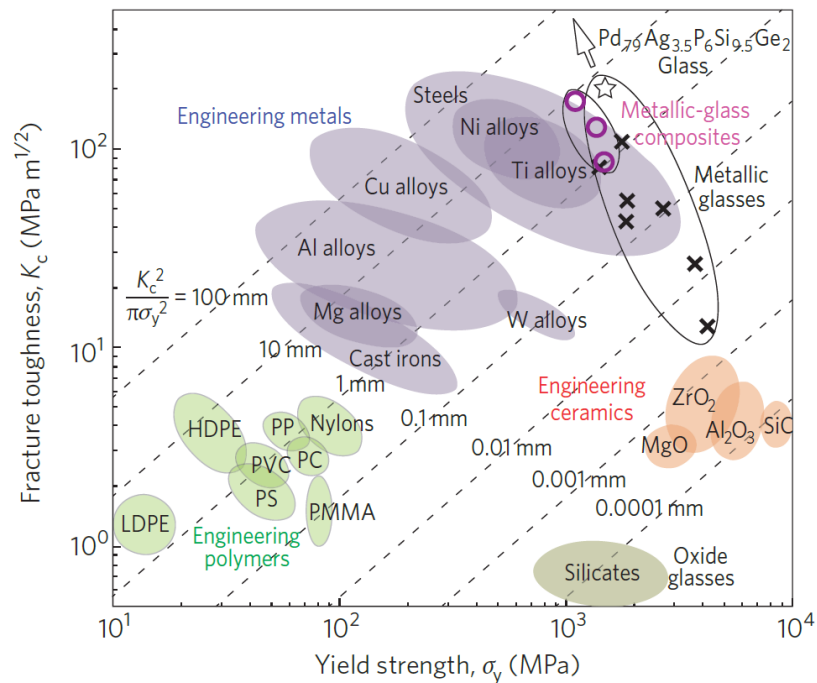 Pd79Ag3.5P6Si9.5Ge2
Glass
Steels
Engineering metals
Metallic-glass
composites
Ni alloys
Ti alloys
Metallic
glasses
Cu alloys
Al alloys
Kc²/πσy² = 100 mm
Mg alloys
W alloys
10 mm
Cast irons
1 mm
Engineering
ceramics
0.1 mm
ZrO2
HDPE
PP
Nylons
Al2O3
SiC
MgO
0.01 mm
PVC
PC
0.001 mm
PS
0.0001 mm
LDPE
PMMA
Engineering
polymers
Silicates
Oxide
glasses
Fracture toughness, Kc (MPa m1/2)
10²
10¹
10⁰
10¹
10²
10³
10⁴
Yield strength, σy (MPa)